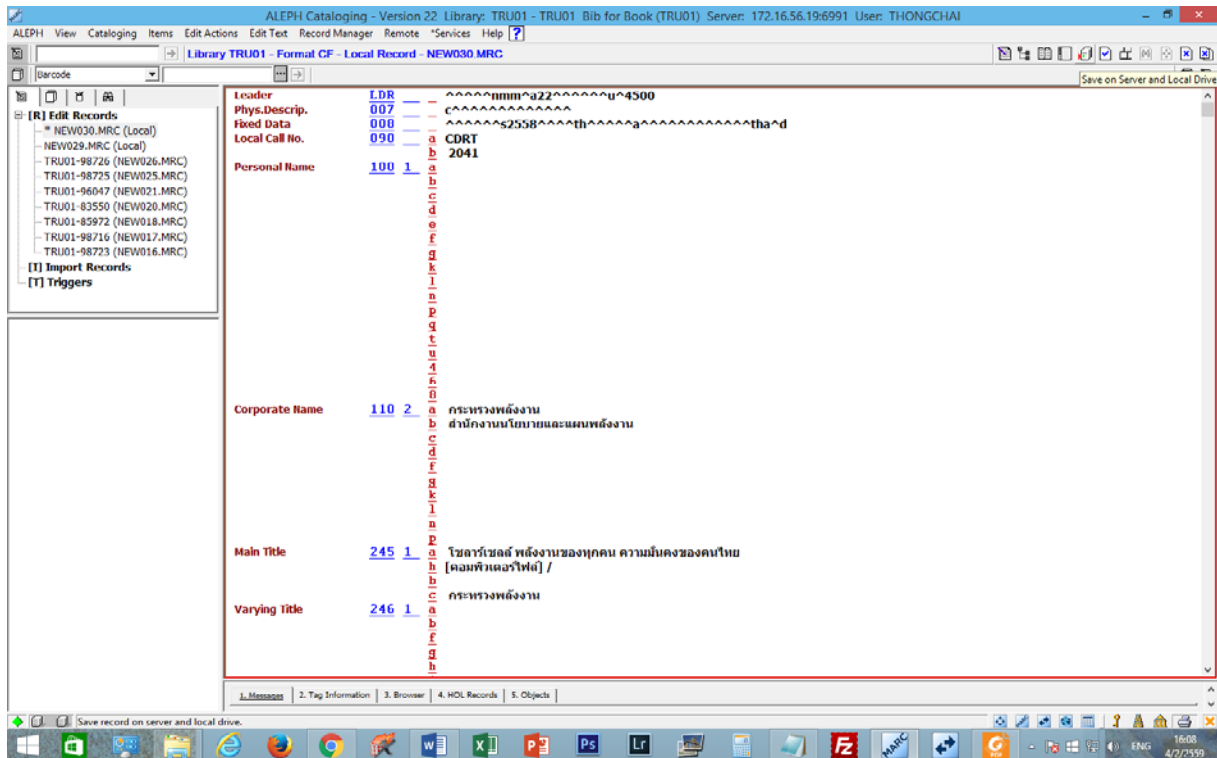 ALEPH Cataloging - Version 22 Library: TRU01 - TRU01 Bib for Book (TRU01) Server: 172.16.56.19:6991 User: THONGCHAI
ALEPH View Cataloging Items Edit Actions Edit Text Record Manager Remote *Services Help ?
Library TRU01 - Formal CF - Local Record - NEW030.MRC
Barcode
Save on Server and Local Drive
[R] Edit Records
* NEW030.MRC (Local)
NEW029.MRC (Local)
TRU01-98726 (NEW026.MRC)
TRU01-98725 (NEW025.MRC)
TRU01-96047 (NEW021.MRC)
TRU01-83550 (NEW020.MRC)
TRU01-85972 (NEW018.MRC)
TRU01-98716 (NEW017.MRC)
TRU01-98723 (NEW016.MRC)
[I] Import Records
[T] Triggers
Leader LDR ^^^^^nmm^a22^^^^^^u^4500
Phys.Descrip. 007 c^^^^^^^^^^^^^
Fixed Data 008 ^^^^^^s2558^^^^th^^^^^a^^^^^^^^^^^^tha^d
Local Call No. 090 a CDRT
b 2041
Personal Name 100 1 a
b
c
d
e
f
g
k
l
n
p
q
t
u
4
6
8
Corporate Name 110 2 a กระทรวงพลังงาน
b สำนักงานนโยบายและแผนพลังงาน
c
d
f
g
k
l
n
p
Main Title 245 1 a โซลาร์เซลล์ พลังงานของทุกคน ความมั่นคงของคนไทย
h [คอมพิวเตอร์ไฟล์] /
b
c กระทรวงพลังงาน
Varying Title 246 1 a
b
f
g
h
1. Messages 2. Tag Information 3. Browser 4. HOL Records 5. Objects
Save record on server and local drive.
ENG
16:08
4/2/2559